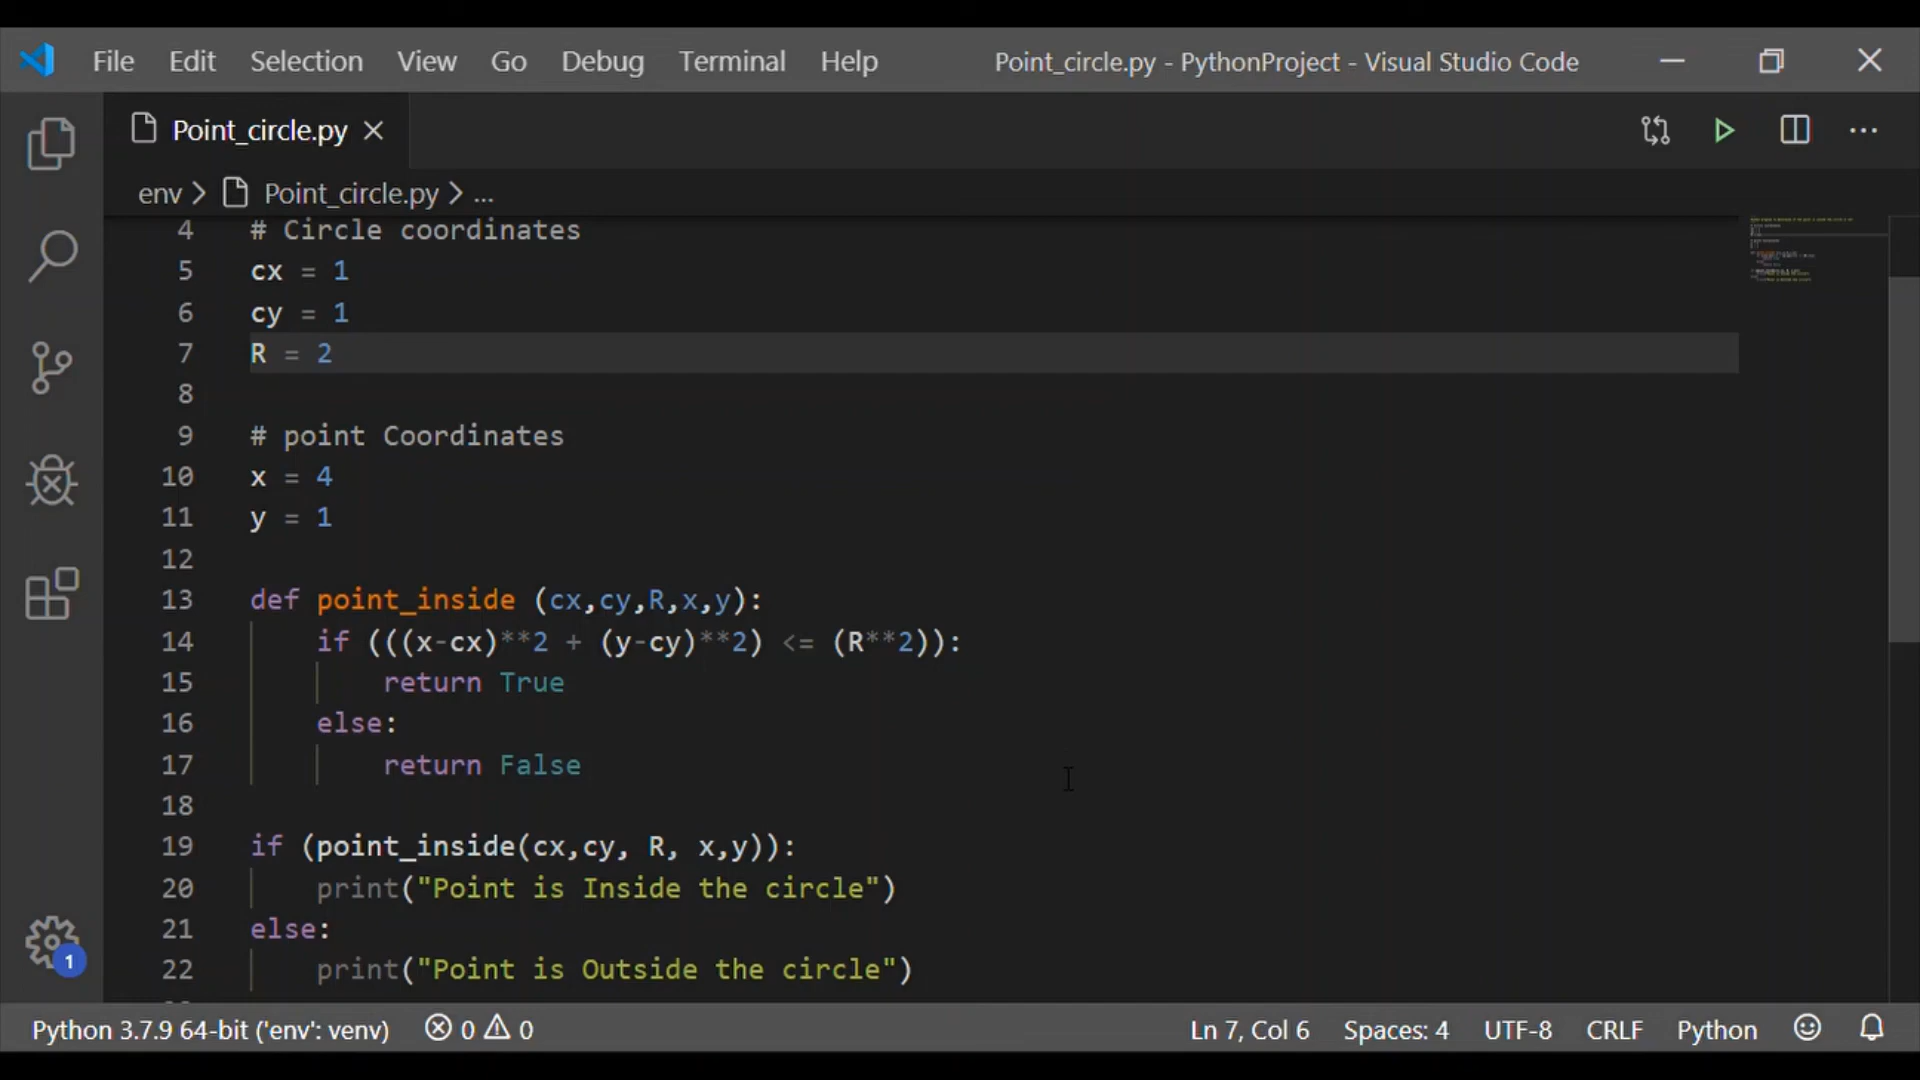 File Edit Selection View Go Debug Terminal Help Point_circle.py - PythonProject - Visual Studio Code
Point_circle.py
env > Point_circle.py > ...
4 # Circle coordinates
5 cx = 1
6 cy = 1
7 R = 2
8
9 # point Coordinates
10 x = 4
11 y = 1
12
13 def point_inside (cx,cy,R,x,y):
14 if (((x-cx)**2 + (y-cy)**2) <= (R**2)):
15 return True
16 else:
17 return False
18
19 if (point_inside(cx,cy, R, x,y)):
20 print("Point is Inside the circle")
21 else:
22 print("Point is Outside the circle")
1
Python 3.7.9 64-bit ('env': venv) 0 0 Ln 7, Col 6 Spaces: 4 UTF-8 CRLF Python